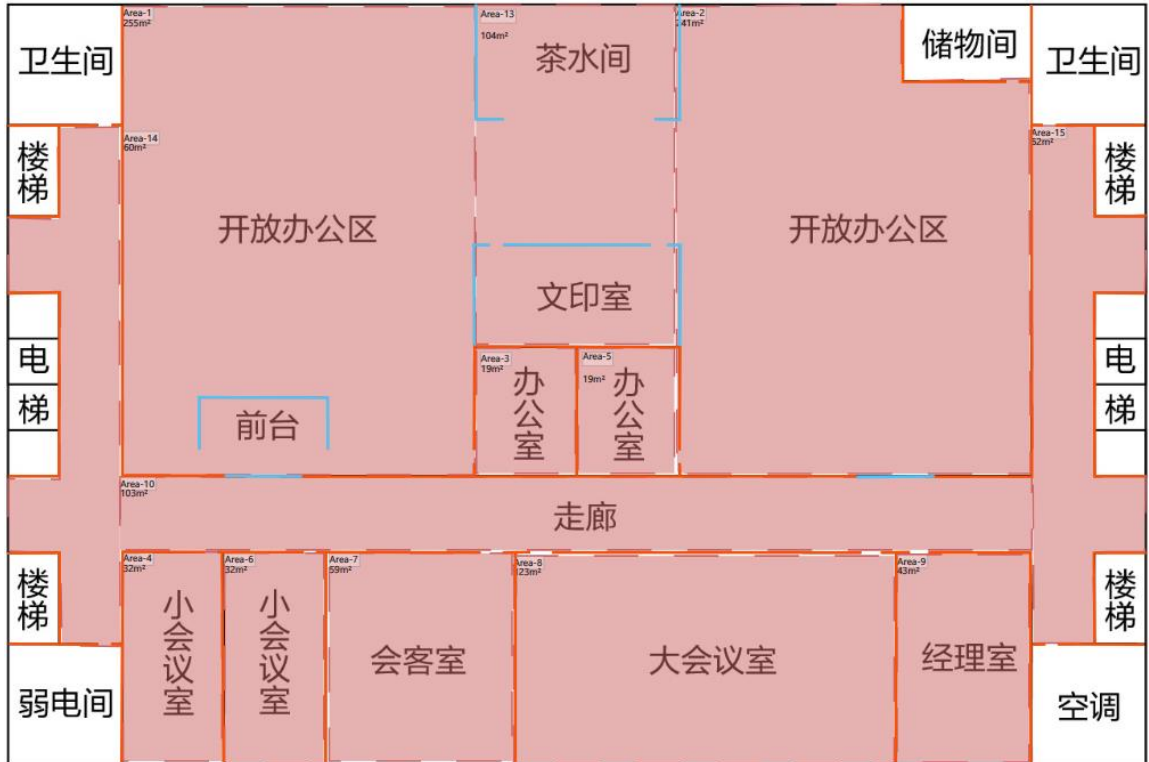 Area-1
255m²
Area-13
104m²
Area-2
241m²
卫生间
茶水间
储物间
卫生间
Area-14
60m²
Area-15
62m²
楼梯
楼梯
开放办公区
开放办公区
文印室
电梯
Area-3
19m²
办公室
Area-5
19m²
办公室
电梯
前台
Area-10
103m²
走廊
楼梯
Area-4
32m²
小会议室
Area-6
32m²
小会议室
Area-7
59m²
会客室
Area-8
123m²
大会议室
Area-9
43m²
经理室
楼梯
弱电间
空调